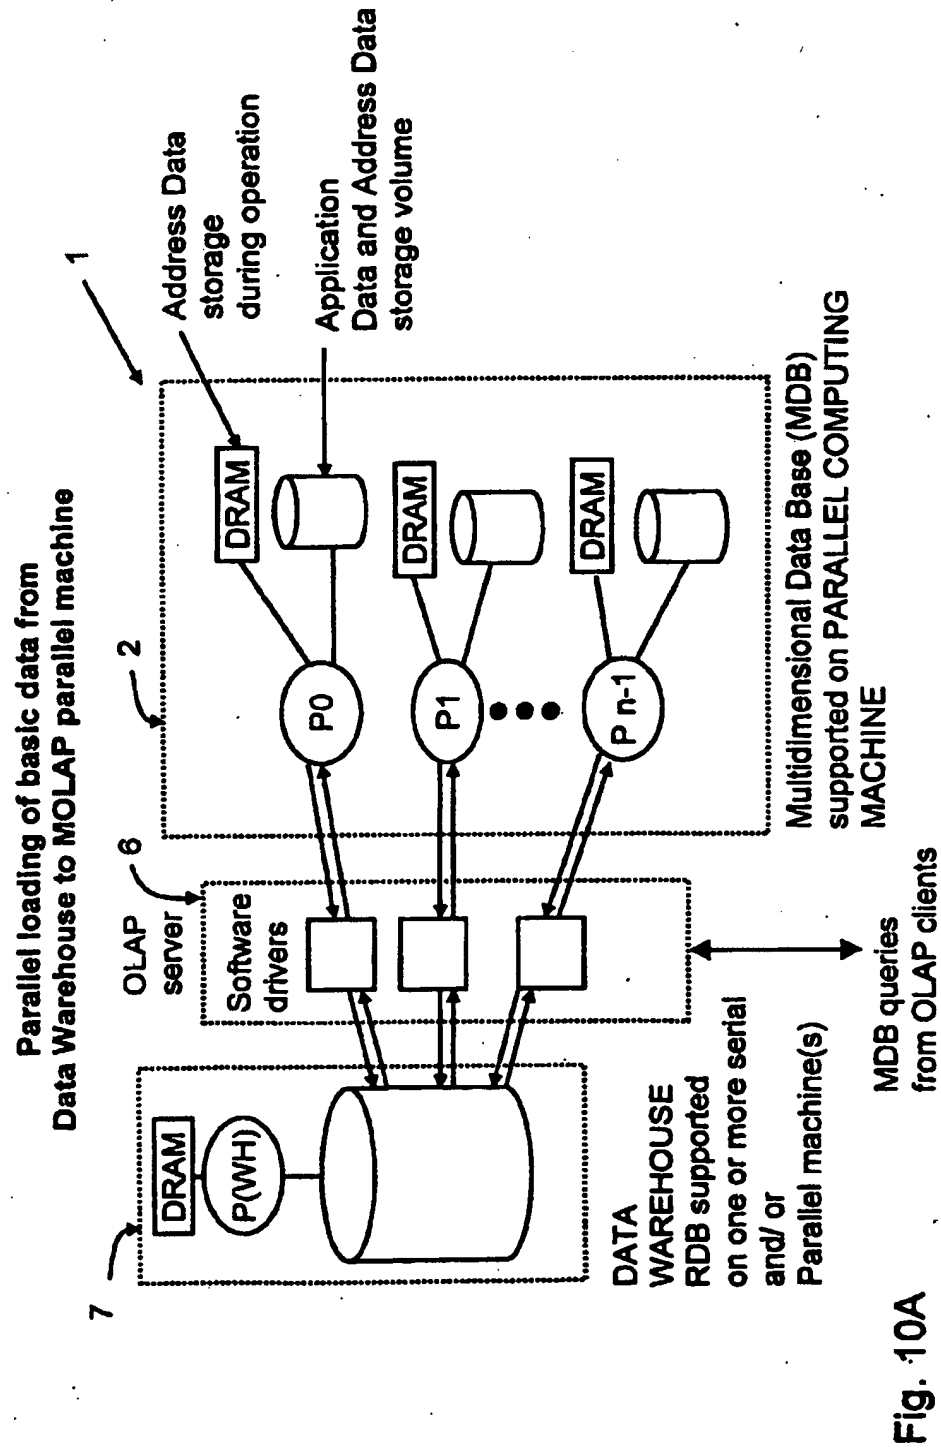 Parallel loading of basic data from
Data Warehouse to MOLAP parallel machine
7
DRAM
P(WH)
DATA
WAREHOUSE
RDB supported
on one or more serial
and/ or
Parallel machine(s)
OLAP
server
6
Software
drivers
MDB queries
from OLAP clients
2
1
P0
DRAM
P1
DRAM
P n-1
DRAM
Address Data
storage
during operation
Application
Data and Address Data
storage volume
Multidimensional Data Base (MDB)
supported on PARALLEL COMPUTING
MACHINE
Fig. 10A